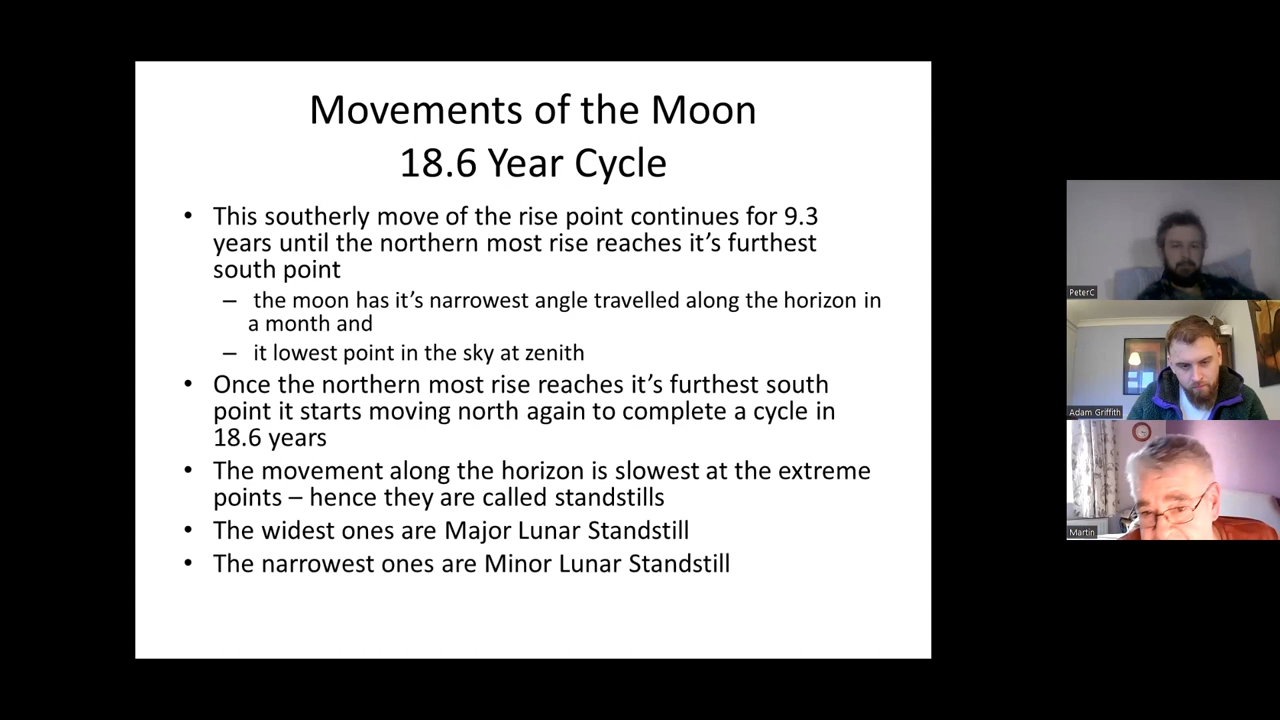 Movements of the Moon
18.6 Year Cycle
• This southerly move of the rise point continues for 9.3
years until the northern most rise reaches it’s furthest
south point
– the moon has it’s narrowest angle travelled along the horizon in
a month and
– it lowest point in the sky at zenith
• Once the northern most rise reaches it’s furthest south
point it starts moving north again to complete a cycle in
18.6 years
• The movement along the horizon is slowest at the extreme
points – hence they are called standstills
• The widest ones are Major Lunar Standstill
• The narrowest ones are Minor Lunar Standstill
PeterC
Adam Griffith
Martin